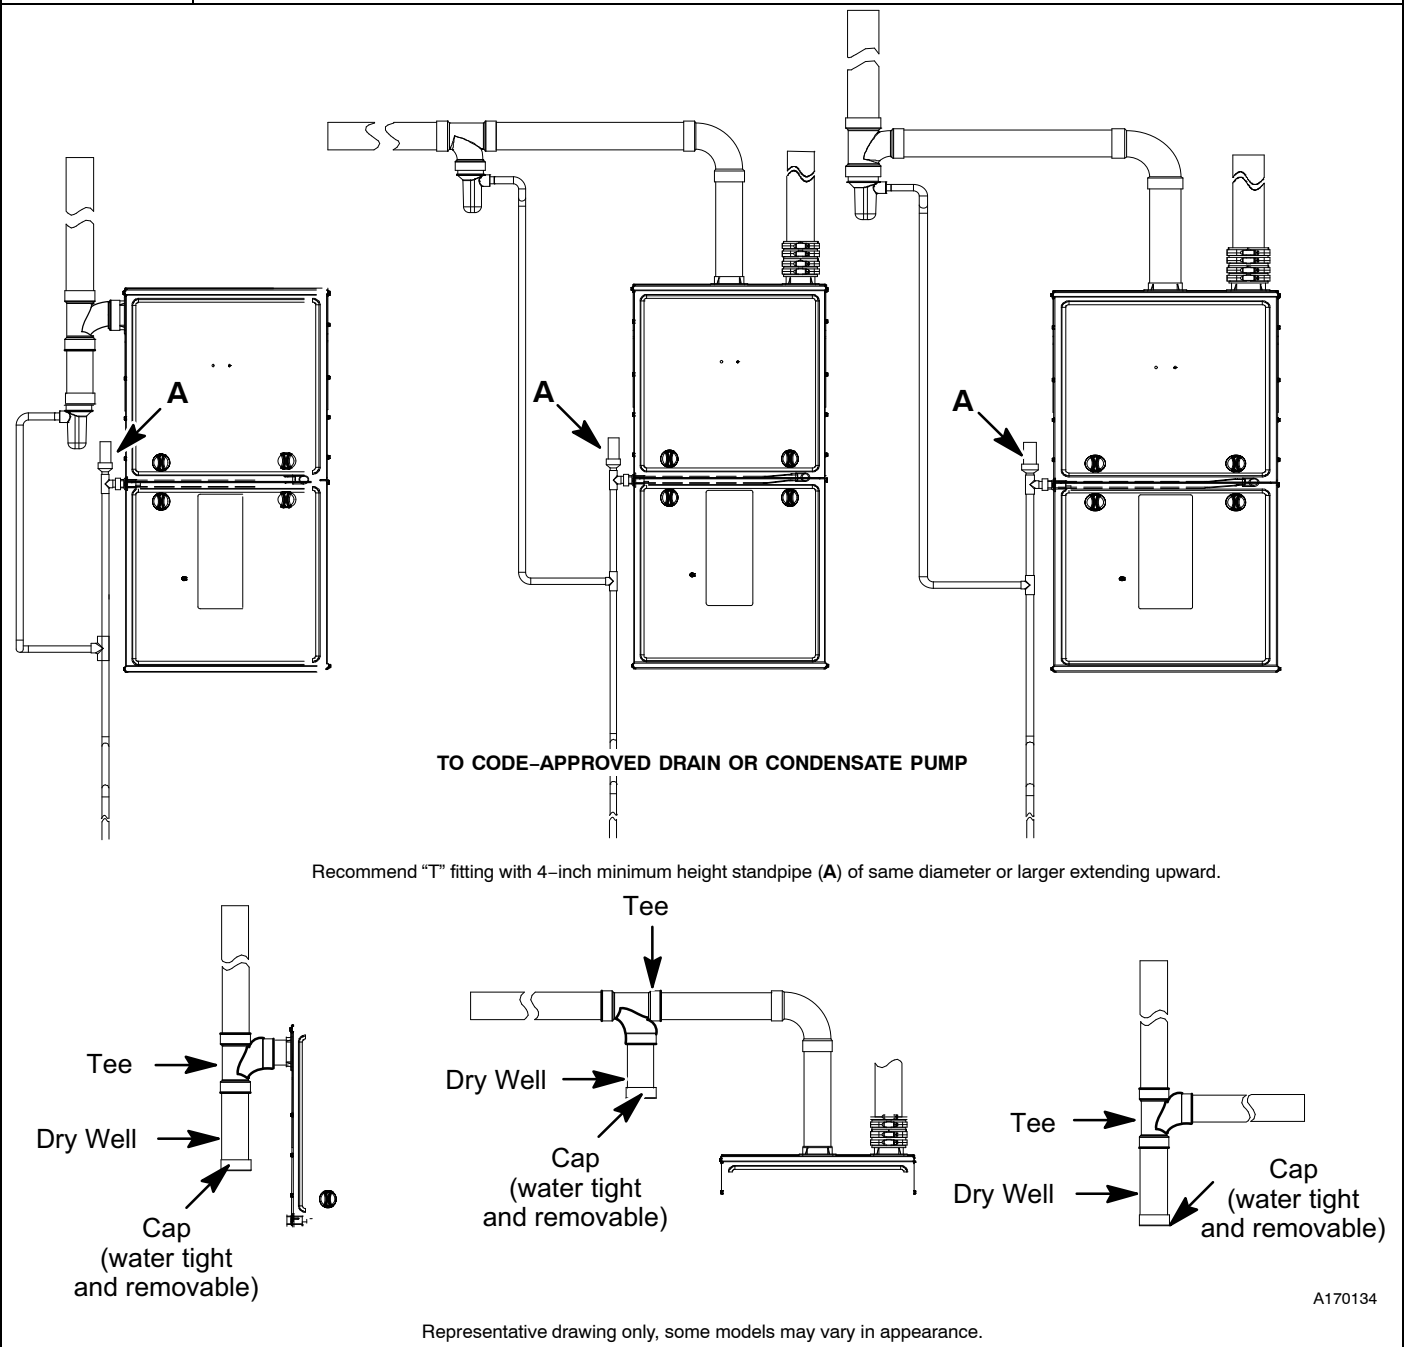 A
A
A
TO CODE–APPROVED DRAIN OR CONDENSATE PUMP
Recommend “T” fitting with 4–inch minimum height standpipe (A) of same diameter or larger extending upward.
Tee
Dry Well
Cap
(water tight
and removable)
Tee
Dry Well
Cap
(water tight
and removable)
Tee
Dry Well
Cap
(water tight
and removable)
A170134
Representative drawing only, some models may vary in appearance.